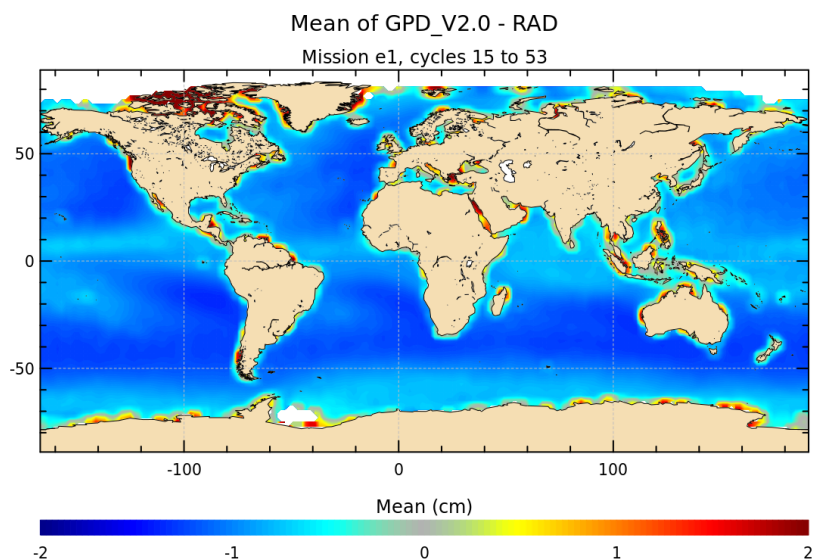 Mean of GPD_V2.0 - RAD
Mission e1, cycles 15 to 53
50
0
-50
-100 0 100
Mean (cm)
-2 -1 0 1 2